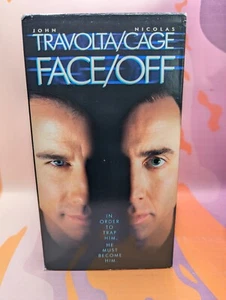 JOHN NICOLAS
TRAVOLTA/CAGE
FACE/OFF
IN
ORDER
TO
TRAP
HIM,
HE
MUST
BECOME
HIM